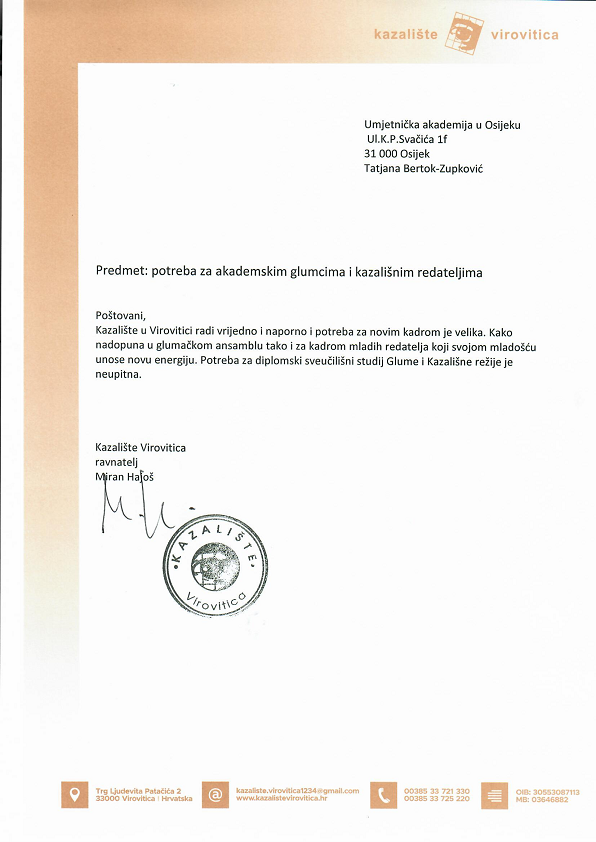 kazalište virovitica
Umjetnička akademija u Osijeku
Ul.K.P.Svačića 1f
31 000 Osijek
Tatjana Bertok-Zupković
Predmet: potreba za akademskim glumcima i kazališnim redateljima
Poštovani,
Kazalište u Virovitici radi vrijedno i naporno i potreba za novim kadrom je velika. Kako
nadopuna u glumačkom ansamblu tako i za kadrom mladih redatelja koji svojom mladošću
unose novu energiju. Potreba za diplomski sveučilišni studij Glume i Kazališne režije je
neupitna.
Kazalište Virovitica
ravnatelj
Miran Hajoš
KAZALIŠTE
Virovitica
Trg Ljudevita Patačića 2
33000 Virovitica | Hrvatska
kazaliste.virovitica1234@gmail.com
www.kazalistevirovitica.hr
00385 33 721 330
00385 33 725 220
OIB: 30553087113
MB: 03646882